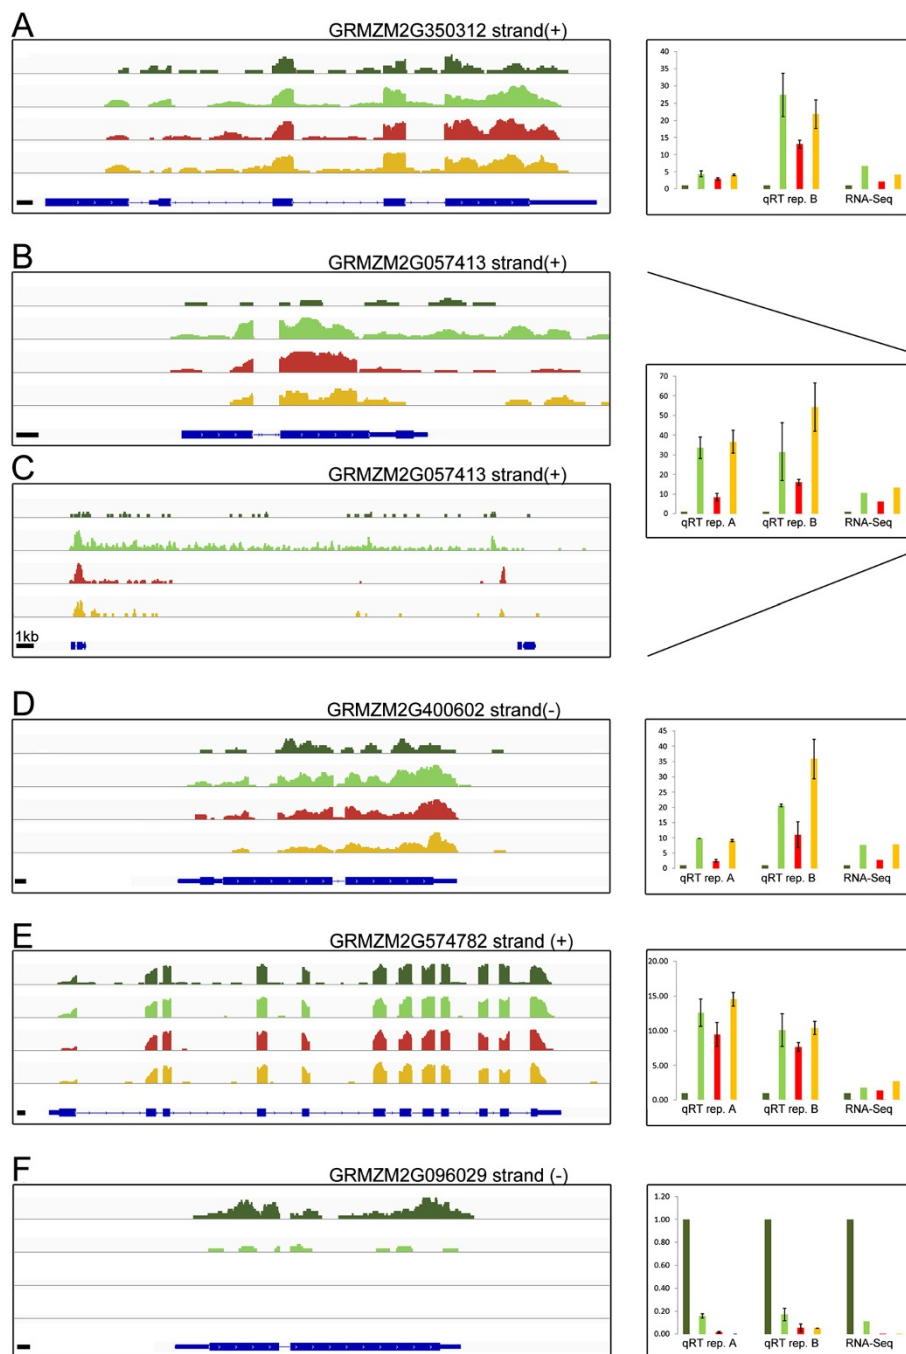 A
GRMZM2G350312 strand(+)
40
35
30
25
20
15
10
5
0
qRT rep. B RNA-Seq
B
GRMZM2G057413 strand(+)
70
60
50
40
30
20
10
0
qRT rep. A qRT rep. B RNA-Seq
C
GRMZM2G057413 strand(+)
1kb
D
GRMZM2G400602 strand(-)
45
40
35
30
25
20
15
10
5
0
qRT rep. A qRT rep. B RNA-Seq
E
GRMZM2G574782 strand (+)
20.00
15.00
10.00
5.00
0.00
qRT rep. A qRT rep. B RNA-Seq
F
GRMZM2G096029 strand (-)
1.20
1.00
0.80
0.60
0.40
0.20
0.00
qRT rep. A qRT rep. B RNA-Seq